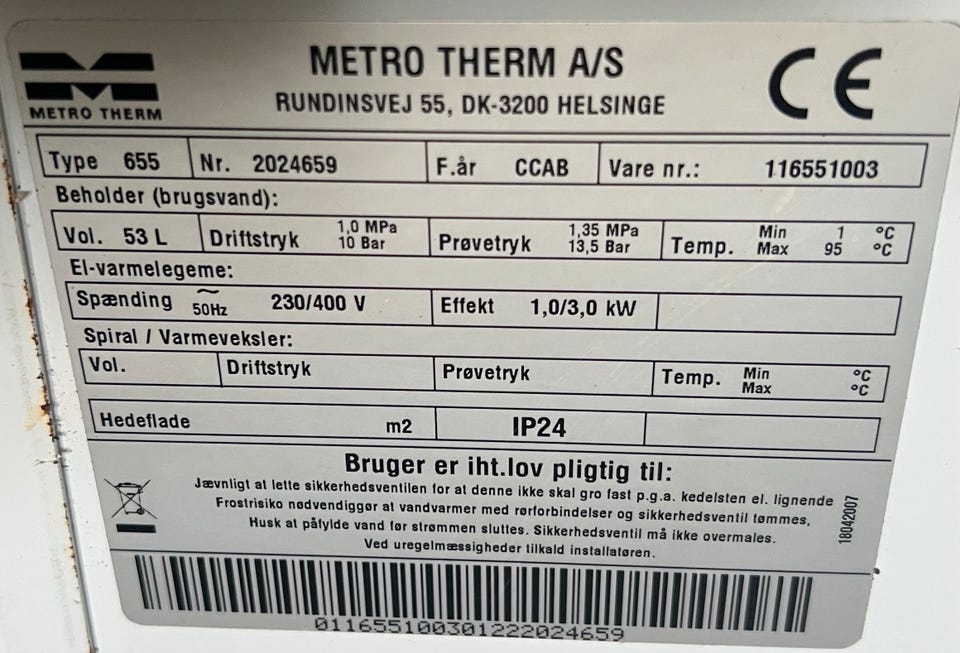 METRO THERM
METRO THERM A/S
RUNDINSVEJ 55, DK-3200 HELSINGE
CE
Type 655 Nr. 2024659 F.år CCAB Vare nr.: 116551003
Beholder (brugsvand):
Vol. 53 L Driftstryk 1,0 MPa 10 Bar Prøvetryk 1,35 MPa 13,5 Bar Temp. Min 1 °C Max 95 °C
El-varmelegeme:
Spænding ~ 50Hz 230/400 V Effekt 1,0/3,0 kW
Spiral / Varmeveksler:
Vol. Driftstryk Prøvetryk Temp. Min °C Max °C
Hedeflade m2 IP24
Bruger er iht.lov pligtig til:
Jævnligt at lette sikkerhedsventilen for at denne ikke skal gro fast p.g.a. kedelsten el. lignende
Frostrisiko nødvendiggør at vandvarmer med rørforbindelser og sikkerhedsventil tømmes,
Husk at påfylde vand før strømmen sluttes. Sikkerhedsventil må ikke overmales.
Ved uregelmæssigheder tilkald installatøren.
18042007
011655100301222024659